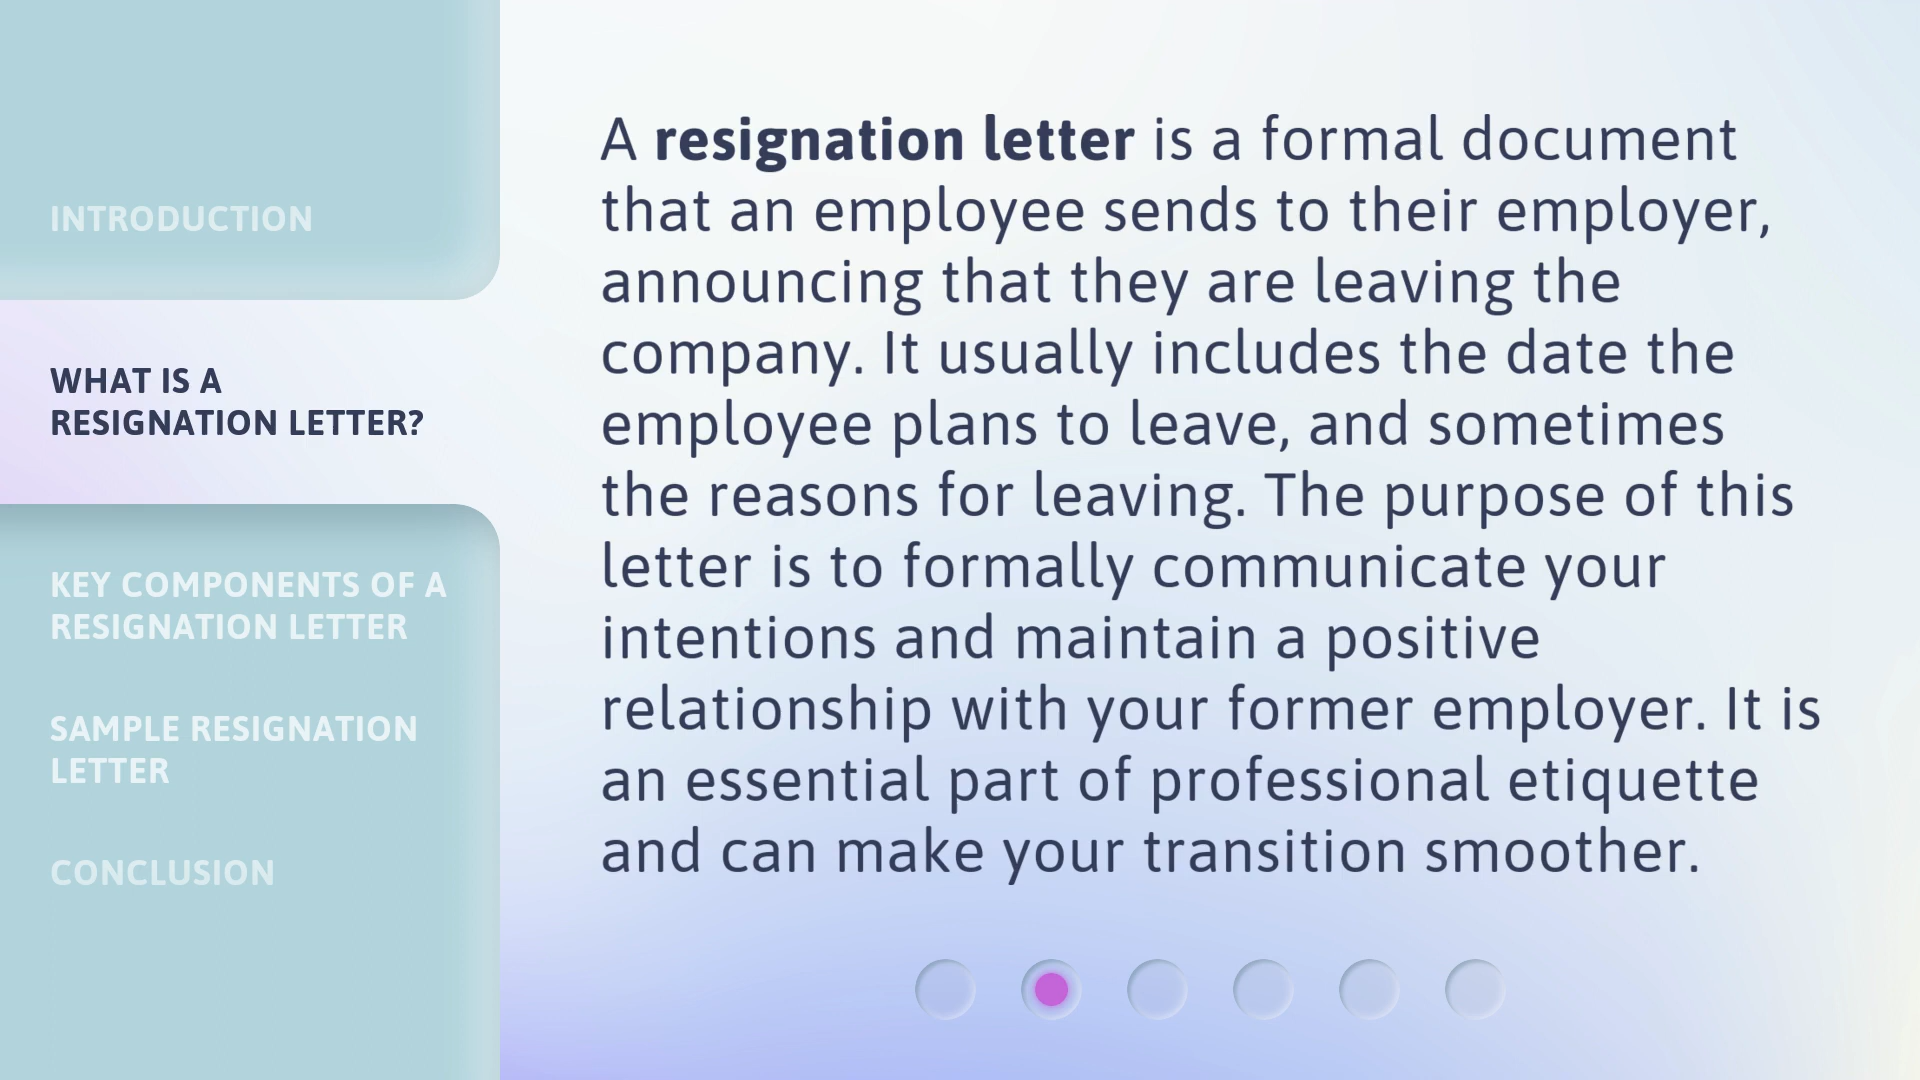 INTRODUCTION
WHAT IS A
RESIGNATION LETTER?
KEY COMPONENTS OF A
RESIGNATION LETTER
SAMPLE RESIGNATION
LETTER
CONCLUSION
A resignation letter is a formal document
that an employee sends to their employer,
announcing that they are leaving the
company. It usually includes the date the
employee plans to leave, and sometimes
the reasons for leaving. The purpose of this
letter is to formally communicate your
intentions and maintain a positive
relationship with your former employer. It is
an essential part of professional etiquette
and can make your transition smoother.